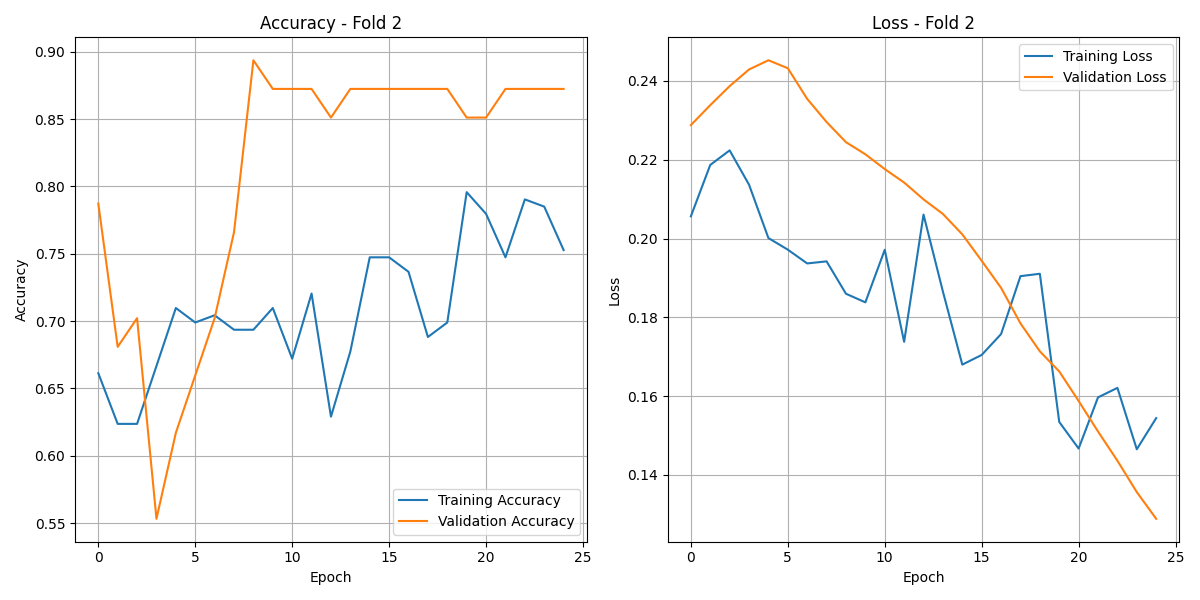 Accuracy - Fold 2
0.90
0.85
0.80
0.75
0.70
0.65
0.60
0.55
Accuracy
0 5 10 15 20 25
Epoch
Training Accuracy
Validation Accuracy
Loss - Fold 2
0.24
0.22
0.20
0.18
0.16
0.14
Loss
0 5 10 15 20 25
Epoch
Training Loss
Validation Loss